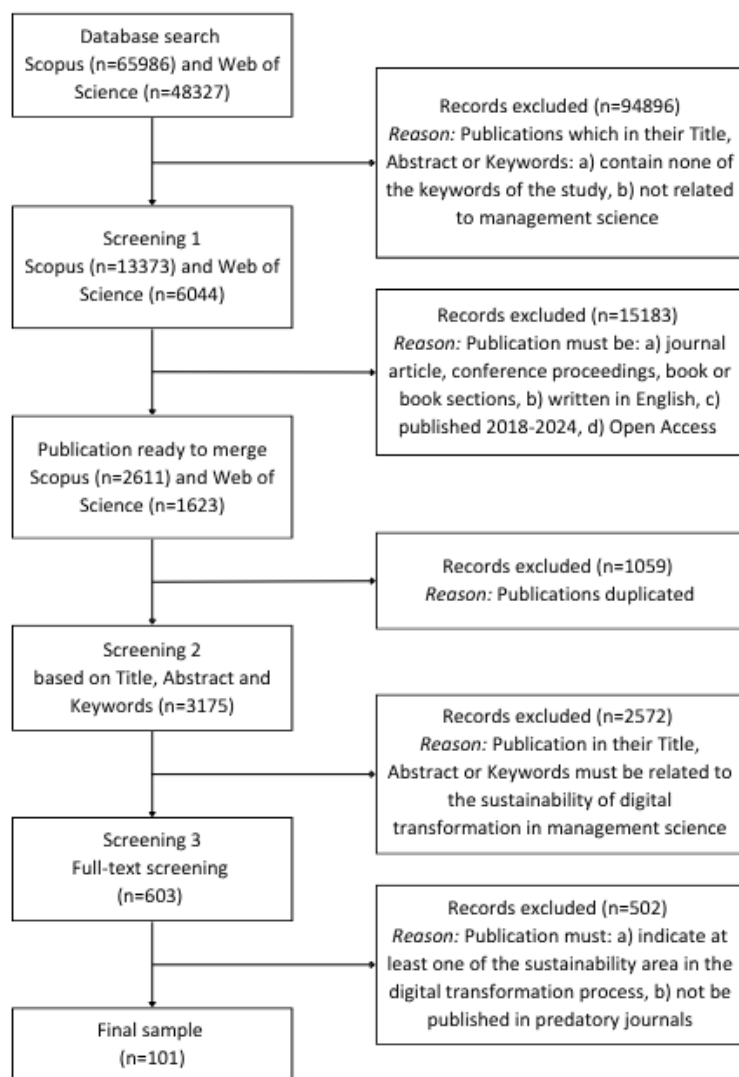 Database search
Scopus (n=65986) and Web of
Science (n=48327)
Records excluded (n=94896)
Reason: Publications which in their Title,
Abstract or Keywords: a) contain none
of the keywords of the study, b) not related
to management science
Screening 1
Scopus (n=13373) and Web of
Science (n=6044)
Records excluded (n=15183)
Reason: Publication must be: a) journal
article, conference proceedings, book or
book sections, b) written in English, c)
published 2018-2024, d) Open Access
Publication ready to merge
Scopus (n=2611) and Web of
Science (n=1623)
Records excluded (n=1059)
Reason: Publications duplicated
Screening 2
based on Title, Abstract and
Keywords (n=3175)
Records excluded (n=2572)
Reason: Publication in their Title,
Abstract or Keywords must be related to
the sustainability of digital
transformation in management science
Screening 3
Full-text screening
(n=603)
Records excluded (n=502)
Reason: Publication must: a) indicate at
least one of the sustainability area in the
digital transformation process, b) not be
published in predatory journals
Final sample
(n=101)